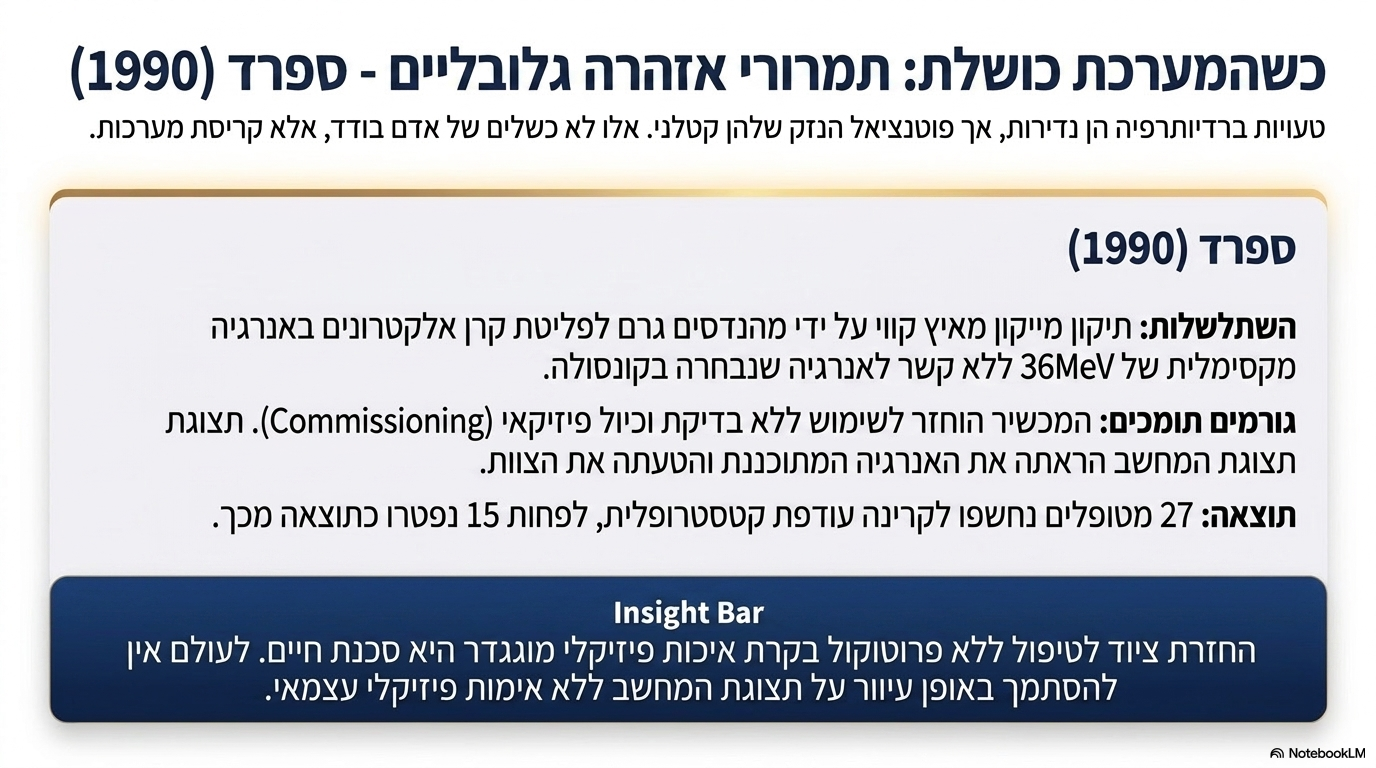 כשהמערכת כושלת: תמרורי אזהרה גלובליים - ספרד (1990)
טעויות ברדיותרפיה הן נדירות, אך פוטנציאל הנזק שלהן קטלני. אלו לא כשלים של אדם בודד, אלא קריסת מערכות.
ספרד (1990)
השתלשלות: תיקון מייקון מאיץ קווי על ידי מהנדסים גרם לפליטת קרן אלקטרונים באנרגיה
מקסימלית של 36MeV ללא קשר לאנרגיה שנבחרה בקונסולה.
גורמים תומכים: המכשיר הוחזר לשימוש ללא בדיקת וכיול פיזיקאי (Commissioning). תצוגת
תצוגת המחשב הראתה את האנרגיה המתוכננת והטעתה את הצוות.
תוצאה: 27 מטופלים נחשפו לקרינה עודפת קטסטרופלית, לפחות 15 נפטרו כתוצאה מכך.
Insight Bar
החזרת ציוד לטיפול ללא פרוטוקול בקרת איכות פיזיקלי מוגגדר היא סכנת חיים. לעולם אין
להסתמך באופן עיוור על תצוגת המחשב ללא אימות פיזיקלי עצמאי.
NotebookLM